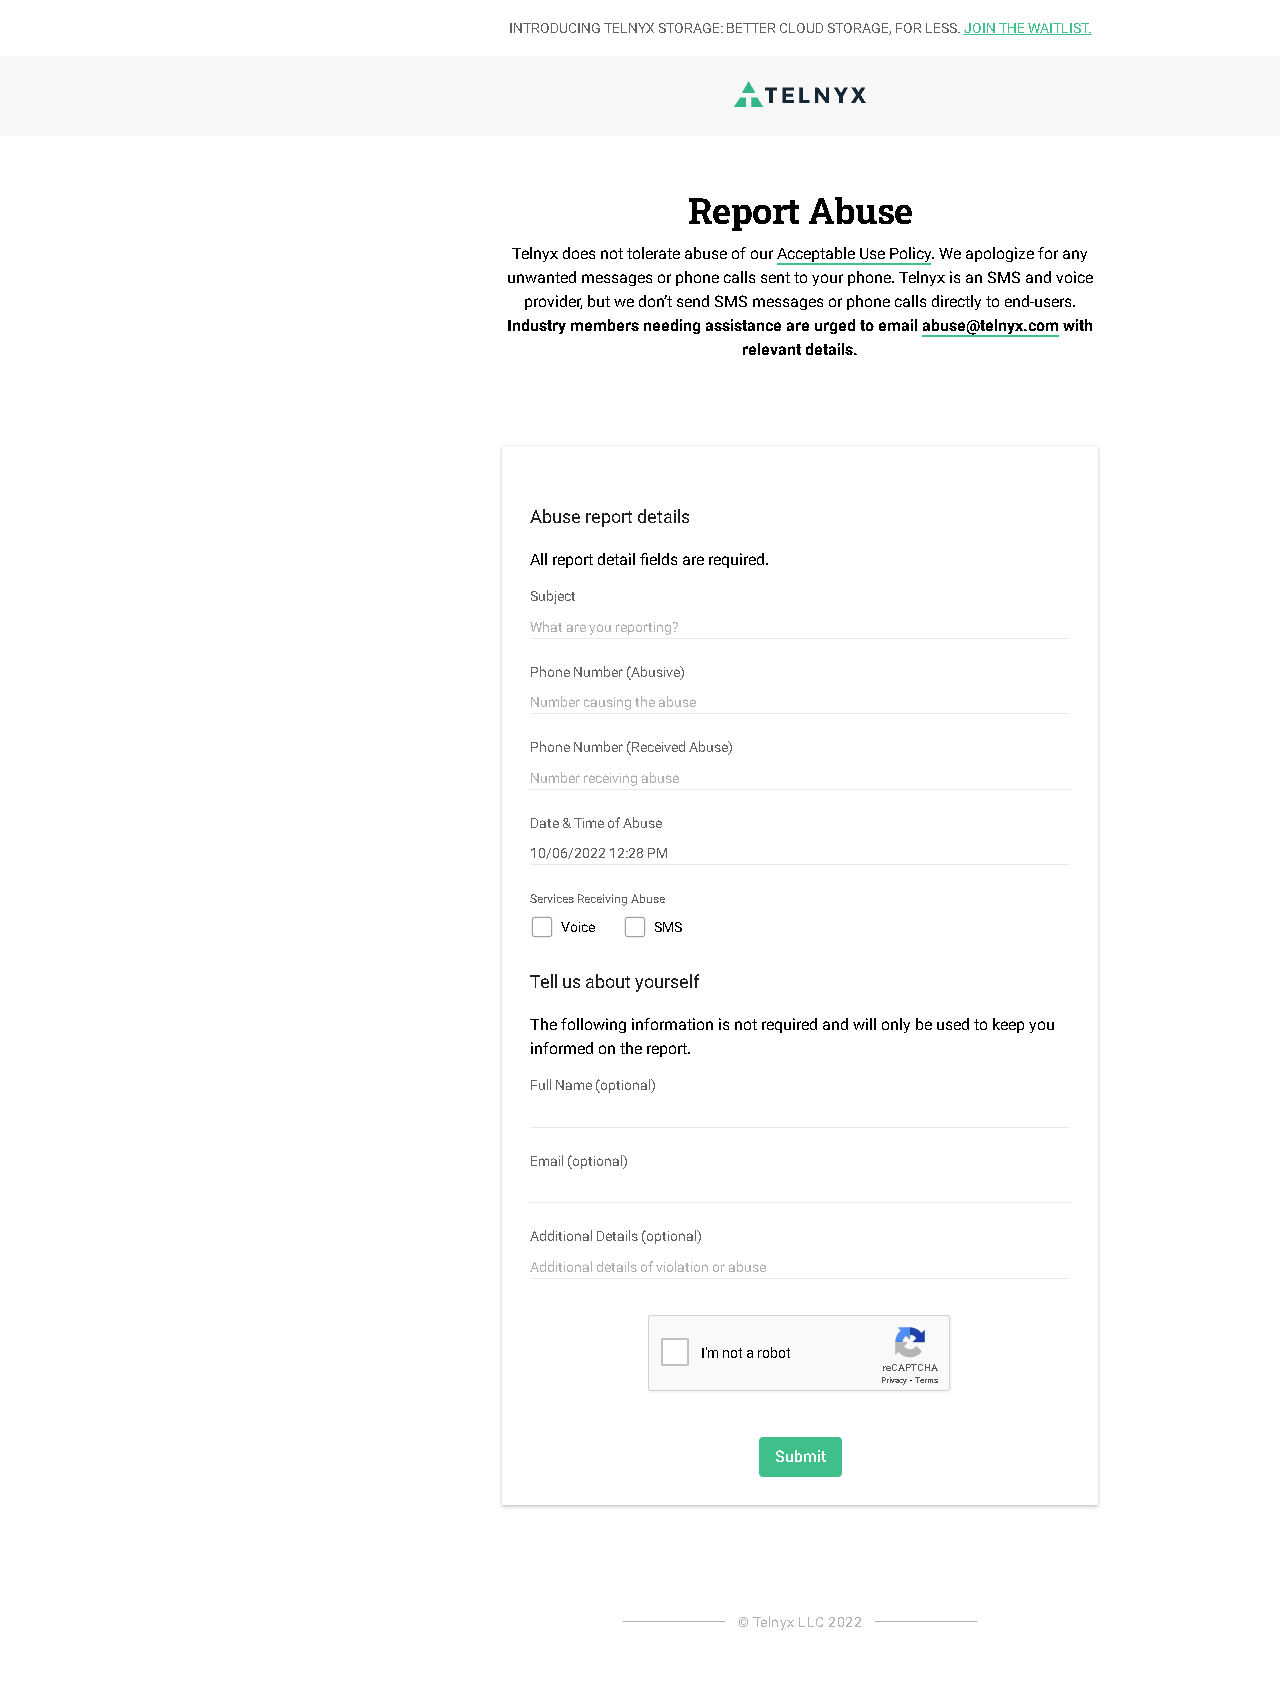 INTRODUCING TELNYX STORAGE: BETTER CLOUD STORAGE, FOR LESS. JOIN THE WAITLIST.
TELNYX
Report Abuse
Telnyx does not tolerate abuse of our Acceptable Use Policy. We apologize for any
unwanted messages or phone calls sent to your phone. Telnyx is an SMS and voice
provider, but we don’t send SMS messages or phone calls directly to end-users.
Industry members needing assistance are urged to email abuse@telnyx.com with
relevant details.
Abuse report details
All report detail fields are required.
Subject
What are you reporting?
Phone Number (Abusive)
Number causing the abuse
Phone Number (Received Abuse)
Number receiving abuse
Date & Time of Abuse
10/06/2022 12:28 PM
Services Receiving Abuse
Voice SMS
Tell us about yourself
The following information is not required and will only be used to keep you
informed on the report.
Full Name (optional)
Email (optional)
Additional Details (optional)
Additional details of violation or abuse
I'm not a robot
reCAPTCHA
Privacy - Terms
Submit
© Telnyx LLC 2022